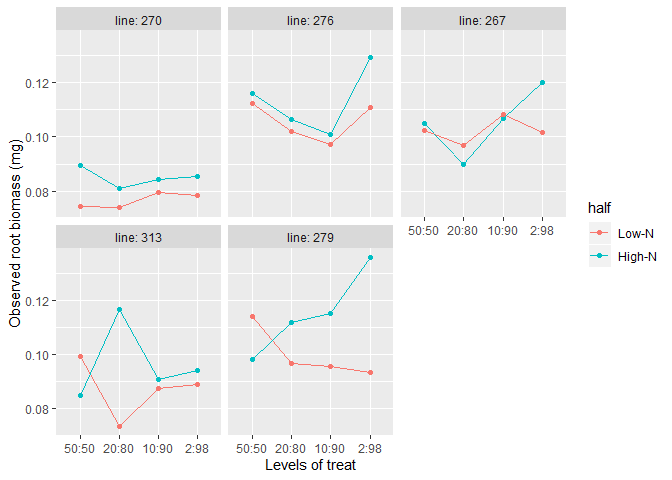 line: 270
line: 276
line: 267
0.12
0.10
0.08
50:50 20:80 10:90 2:98
line: 313
line: 279
0.12
0.10
0.08
50:50 20:80 10:90 2:98
50:50 20:80 10:90 2:98
Levels of treat
Observed root biomass (mg)
half
Low-N
High-N